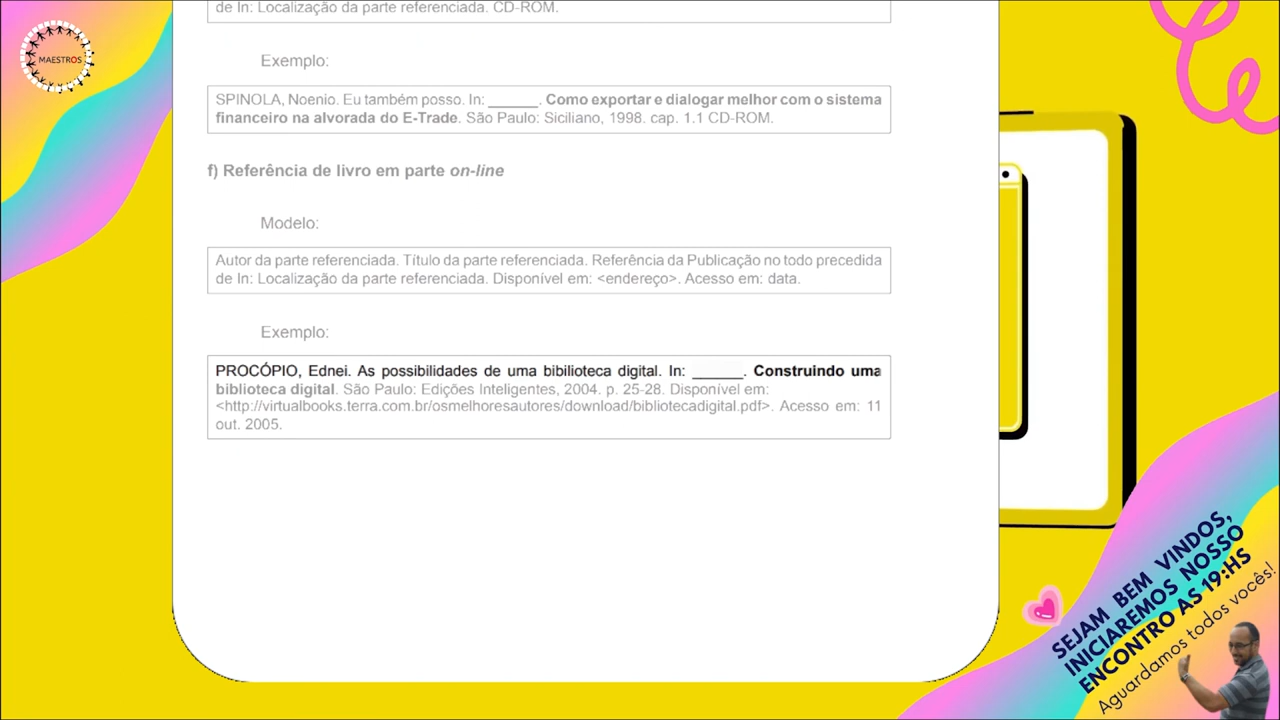 MAESTROS
de In: Localização da parte referenciada. CD-ROM.
Exemplo:
SPINOLA, Noenio. Eu também posso. In: ______. Como exportar e dialogar melhor com o sistema
financeiro na alvorada do E-Trade. São Paulo: Siciliano, 1998. cap. 1.1 CD-ROM.
f) Referência de livro em parte on-line
Modelo:
Autor da parte referenciada. Título da parte referenciada. Referência da Publicação no todo precedida
de In: Localização da parte referenciada. Disponível em: <endereço>. Acesso em: data.
Exemplo:
PROCÓPIO, Ednei. As possibilidades de uma bibilioteca digital. In: ______. Construindo uma
biblioteca digital. São Paulo: Edições Inteligentes, 2004. p. 25-28. Disponível em:
<http://virtualbooks.terra.com.br/osmelhoresautores/download/bibliotecadigital.pdf>. Acesso em: 11
out. 2005.
SEJAM BEM VINDOS,
INICIAREMOS NOSSO
ENCONTRO AS 19:HS
Aguardamos todos vocês!